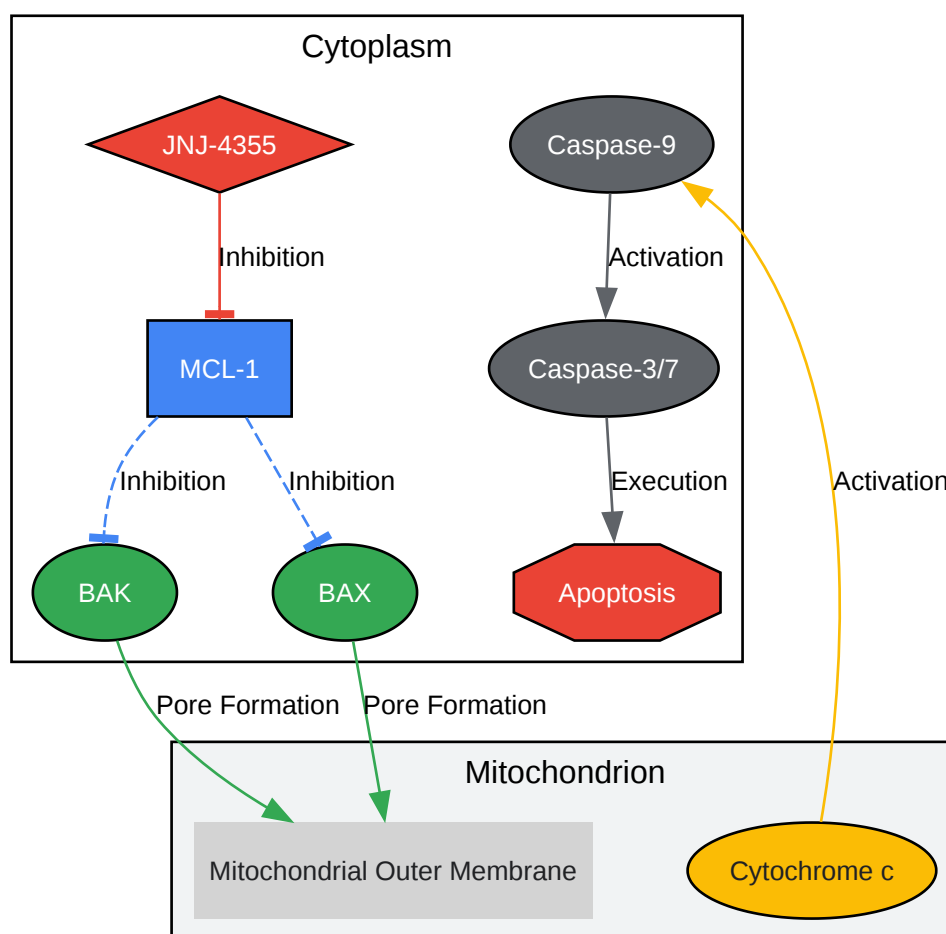 Cytoplasm
JNJ-4355
Caspase-9
Inhibition
Activation
MCL-1
Caspase-3/7
Inhibition
Inhibition
Execution
Activation
BAK
BAX
Apoptosis
Pore Formation
Pore Formation
Mitochondrion
Mitochondrial Outer Membrane
Cytochrome c